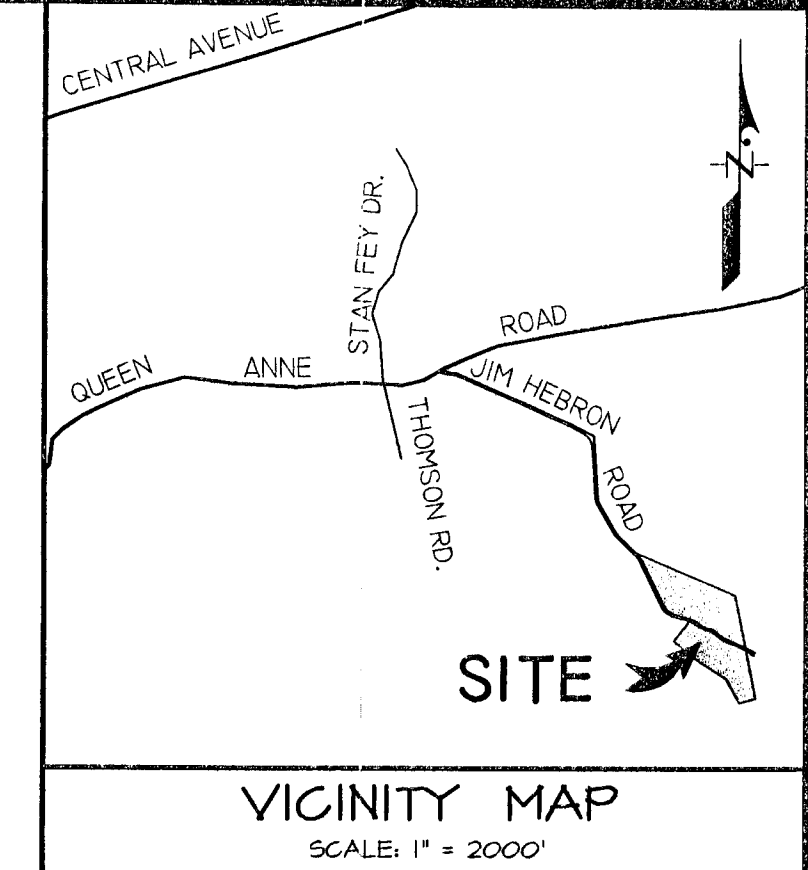 CENTRAL AVENUE
STAN FEY DR.
N
ROAD
QUEEN ANNE
JIM HEBRON
THOMSON RD.
ROAD
SITE
VICINITY MAP
SCALE: 1" = 2000'